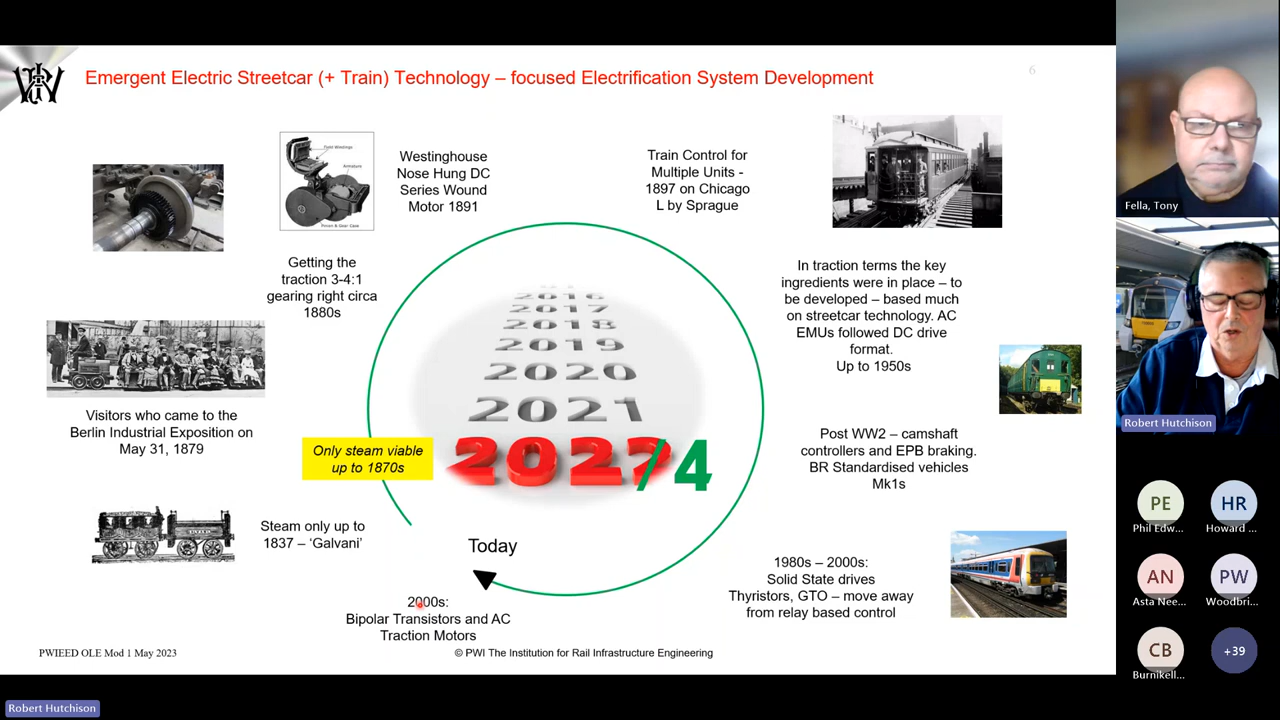 Emergent Electric Streetcar (+ Train) Technology – focused Electrification System Development
6
Field Windings
Armature
Pinion & Gear Case
Westinghouse
Nose Hung DC
Series Wound
Motor 1891
Train Control for
Multiple Units -
1897 on Chicago
L by Sprague
Getting the
traction 3-4:1
gearing right circa
1880s
In traction terms the key
ingredients were in place – to
be developed – based much
on streetcar technology. AC
EMUs followed DC drive
format.
Up to 1950s
2016
2017
2018
2019
2020
2021
202?/4
Visitors who came to the
Berlin Industrial Exposition on
May 31, 1879
Only steam viable
up to 1870s
Post WW2 – camshaft
controllers and EPB braking.
BR Standardised vehicles
Mk1s
Steam only up to
1837 – ‘Galvani’
Today
1980s – 2000s:
Solid State drives
Thyristors, GTO – move away
from relay based control
2000s:
Bipolar Transistors and AC
Traction Motors
PWIEED OLE Mod 1 May 2023
© PWI The Institution for Rail Infrastructure Engineering
Robert Hutchison
Fella, Tony
Robert Hutchison
PE
HR
Phil Edw...
Howard ...
AN
PW
Asta Nee...
Woodbri...
CB
+39
Burnikell...